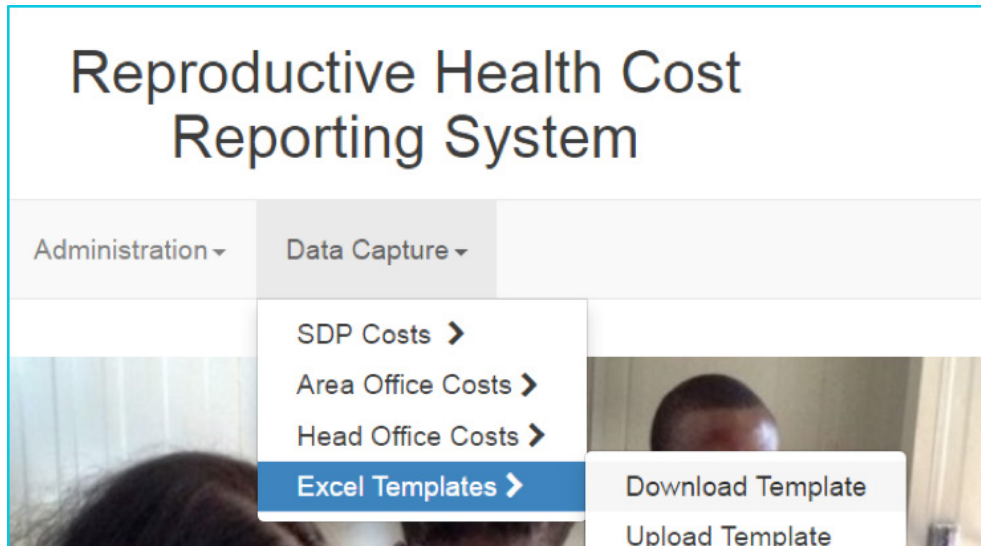 Reproductive Health Cost
Reporting System
Administration
Data Capture
SDP Costs
Area Office Costs
Head Office Costs
Excel Templates
Download Template
Upload Template